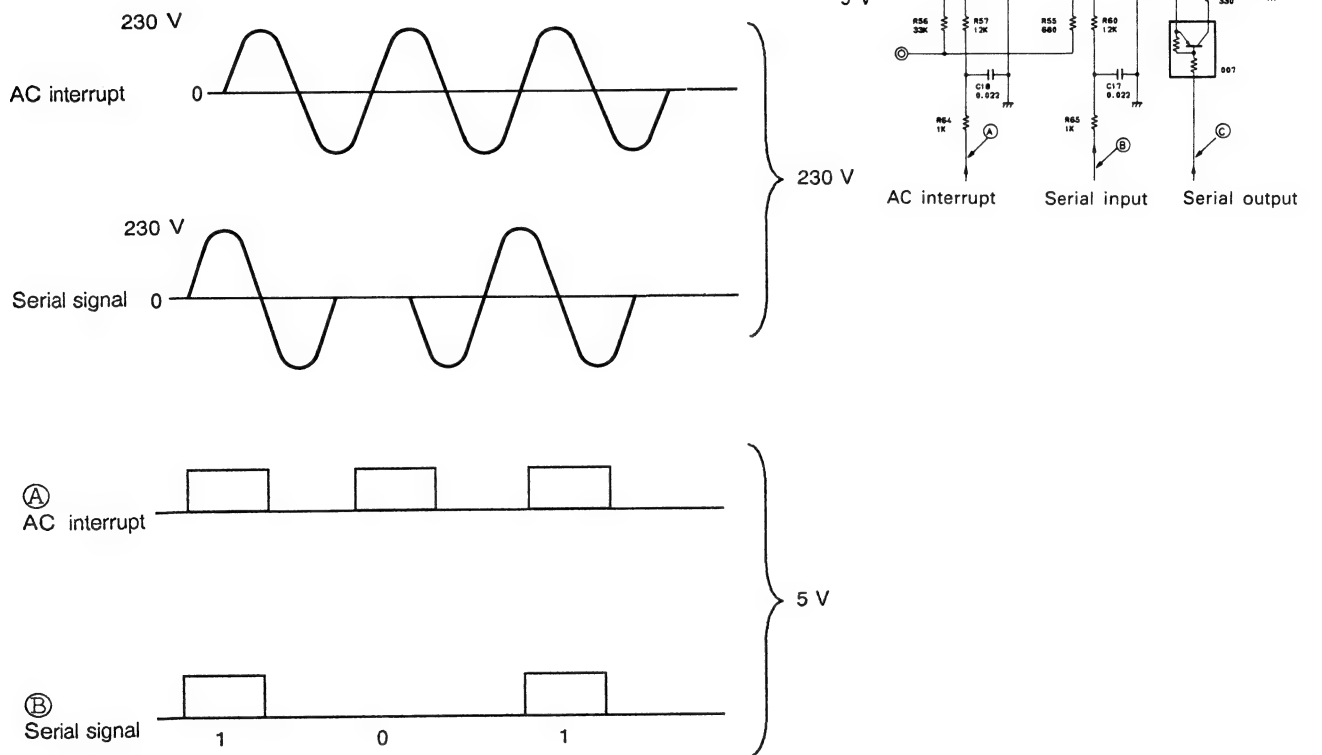 230 V
AC interrupt
0
230 V
Serial signal
0
230 V
Ⓐ
AC interrupt
Ⓑ
Serial signal
1 0 1
5 V
R56
33K
R57
12K
R55
680
R60
12K
330
C18
0.022
C17
0.022
007
R64
1K
R65
1K
Ⓐ
Ⓑ
Ⓒ
AC interrupt
Serial input
Serial output